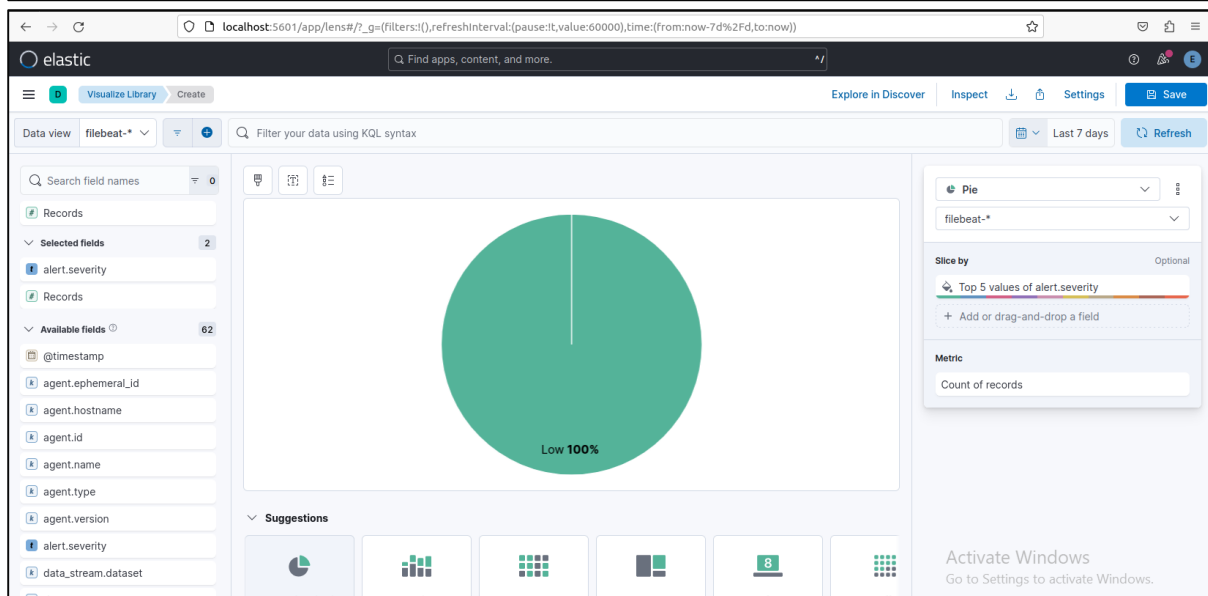 localhost:5601/app/lens#/?_g=(filters:!(),refreshInterval:(pause:!t,value:60000),time:(from:now-7d%2Fd,to:now))
elastic
Find apps, content, and more.
^/
E
D
Visualize Library
Create
Explore in Discover
Inspect
Settings
Save
Data view
filebeat-*
Filter your data using KQL syntax
Last 7 days
Refresh
Search field names
0
# Records
Selected fields
2
t alert.severity
# Records
Available fields
62
@timestamp
k agent.ephemeral_id
k agent.hostname
k agent.id
k agent.name
k agent.type
k agent.version
t alert.severity
k data_stream.dataset
Low 100%
Suggestions
8
Pie
filebeat-*
Slice by
Optional
Top 5 values of alert.severity
+ Add or drag-and-drop a field
Metric
Count of records
Activate Windows
Go to Settings to activate Windows.